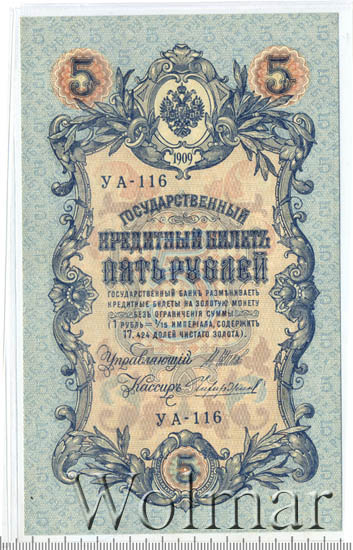 5 5
1909
УА-116
ГОСУДАРСТВЕННЫЙ
КРЕДИТНЫЙ БИЛЕТЪ
ПЯТЬ РУБЛЕЙ
ГОСУДАРСТВЕННЫЙ БАНКЪ РАЗМѢНИВАЕТЪ
КРЕДИТНЫЕ БИЛЕТЫ НА ЗОЛОТУЮ МОНЕТУ
БЕЗЪ ОГРАНИЧЕНІЯ СУММЫ
(1 РУБЛЬ = 1/15 ИМПЕРІАЛА, СОДЕРЖИТЪ
17,424 ДОЛЕЙ ЧИСТАГО ЗОЛОТА).
Управляющій
Кассиръ
УА-116
5
Wolmar